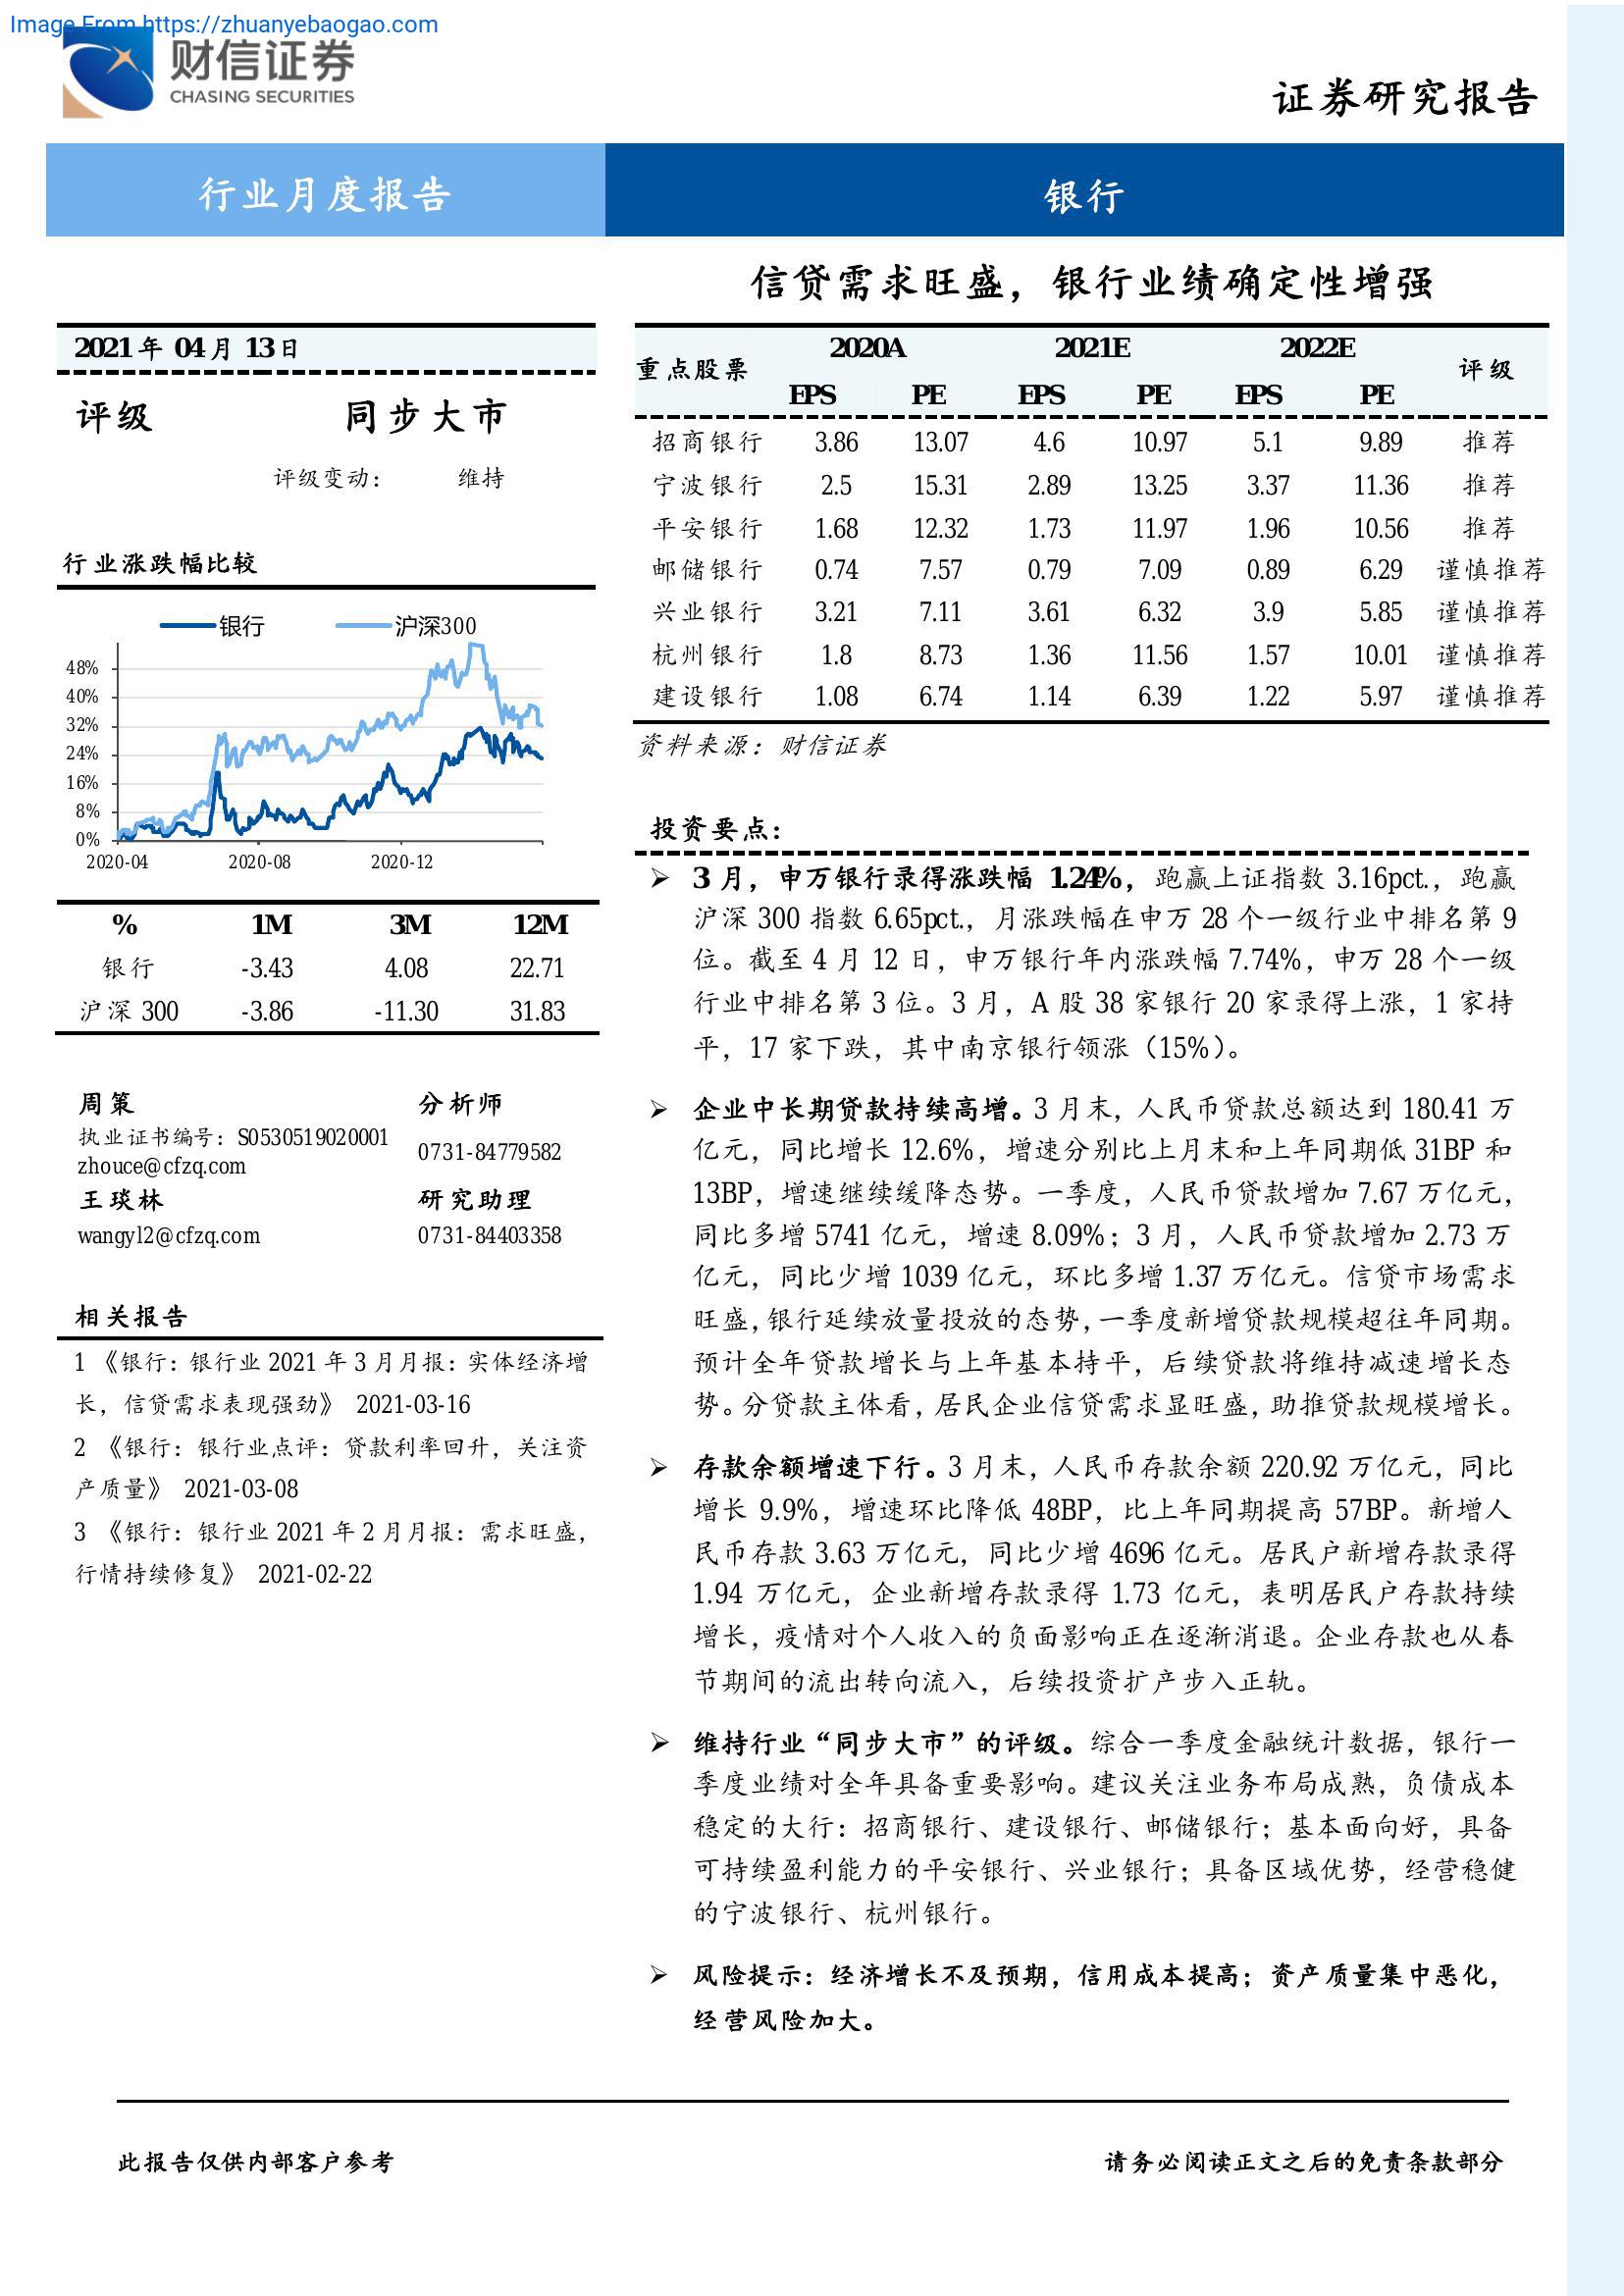 Image From https://zhuanyebaogao.com
财信证券
CHASING SECURITIES
证券研究报告
行业月度报告
银行
信贷需求旺盛，银行业绩确定性增强
2021 年 04 月 13 日
评级 同步大市
评级变动： 维持
行业涨跌幅比较
银行 沪深300
48%
40%
32%
24%
16%
8%
0%
2020-04 2020-08 2020-12
% 1M 3M 12M
银行 -3.43 4.08 22.71
沪深 300 -3.86 -11.30 31.83
周策 分析师
执业证书编号：S0530519020001 0731-84779582
zhouce@cfzq.com
王琰林 研究助理
wangyl2@cfzq.com 0731-84403358
相关报告
1 《银行：银行业 2021 年 3 月月报：实体经济增
长，信贷需求表现强劲》 2021-03-16
2 《银行：银行业点评：贷款利率回升，关注资
产质量》 2021-03-08
3 《银行：银行业 2021 年 2 月月报：需求旺盛，
行情持续修复》 2021-02-22
重点股票 2020A 2021E 2022E 评级
EPS PE EPS PE EPS PE
招商银行 3.86 13.07 4.6 10.97 5.1 9.89 推荐
宁波银行 2.5 15.31 2.89 13.25 3.37 11.36 推荐
平安银行 1.68 12.32 1.73 11.97 1.96 10.56 推荐
邮储银行 0.74 7.57 0.79 7.09 0.89 6.29 谨慎推荐
兴业银行 3.21 7.11 3.61 6.32 3.9 5.85 谨慎推荐
杭州银行 1.8 8.73 1.36 11.56 1.57 10.01 谨慎推荐
建设银行 1.08 6.74 1.14 6.39 1.22 5.97 谨慎推荐
资料来源：财信证券
投资要点：
➢ 3 月，申万银行录得涨跌幅 1.24%，跑赢上证指数 3.16pct.，跑赢
沪深 300 指数 6.65pct.，月涨跌幅在申万 28 个一级行业中排名第 9
位。截至 4 月 12 日，申万银行年内涨跌幅 7.74%，申万 28 个一级
行业中排名第 3 位。3 月，A 股 38 家银行 20 家录得上涨，1 家持
平，17 家下跌，其中南京银行领涨（15%）。
➢ 企业中长期贷款持续高增。3 月末，人民币贷款总额达到 180.41 万
亿元，同比增长 12.6%，增速分别比上月末和上年同期低 31BP 和
13BP，增速继续缓降态势。一季度，人民币贷款增加 7.67 万亿元，
同比多增 5741 亿元，增速 8.09%；3 月，人民币贷款增加 2.73 万
亿元，同比少增 1039 亿元，环比多增 1.37 万亿元。信贷市场需求
旺盛，银行延续放量投放的态势，一季度新增贷款规模超往年同期。
预计全年贷款增长与上年基本持平，后续贷款将维持减速增长态
势。分贷款主体看，居民企业信贷需求显旺盛，助推贷款规模增长。
➢ 存款余额增速下行。3 月末，人民币存款余额 220.92 万亿元，同比
增长 9.9%，增速环比降低 48BP，比上年同期提高 57BP。新增人
民币存款 3.63 万亿元，同比少增 4696 亿元。居民户新增存款录得
1.94 万亿元，企业新增存款录得 1.73 亿元，表明居民户存款持续
增长，疫情对个人收入的负面影响正在逐渐消退。企业存款也从春
节期间的流出转向流入，后续投资扩产步入正轨。
➢ 维持行业“同步大市”的评级。综合一季度金融统计数据，银行一
季度业绩对全年具备重要影响。建议关注业务布局成熟，负债成本
稳定的大行：招商银行、建设银行、邮储银行；基本面向好，具备
可持续盈利能力的平安银行、兴业银行；具备区域优势，经营稳健
的宁波银行、杭州银行。
➢ 风险提示：经济增长不及预期，信用成本提高；资产质量集中恶化，
经营风险加大。
此报告仅供内部客户参考
请务必阅读正文之后的免责条款部分